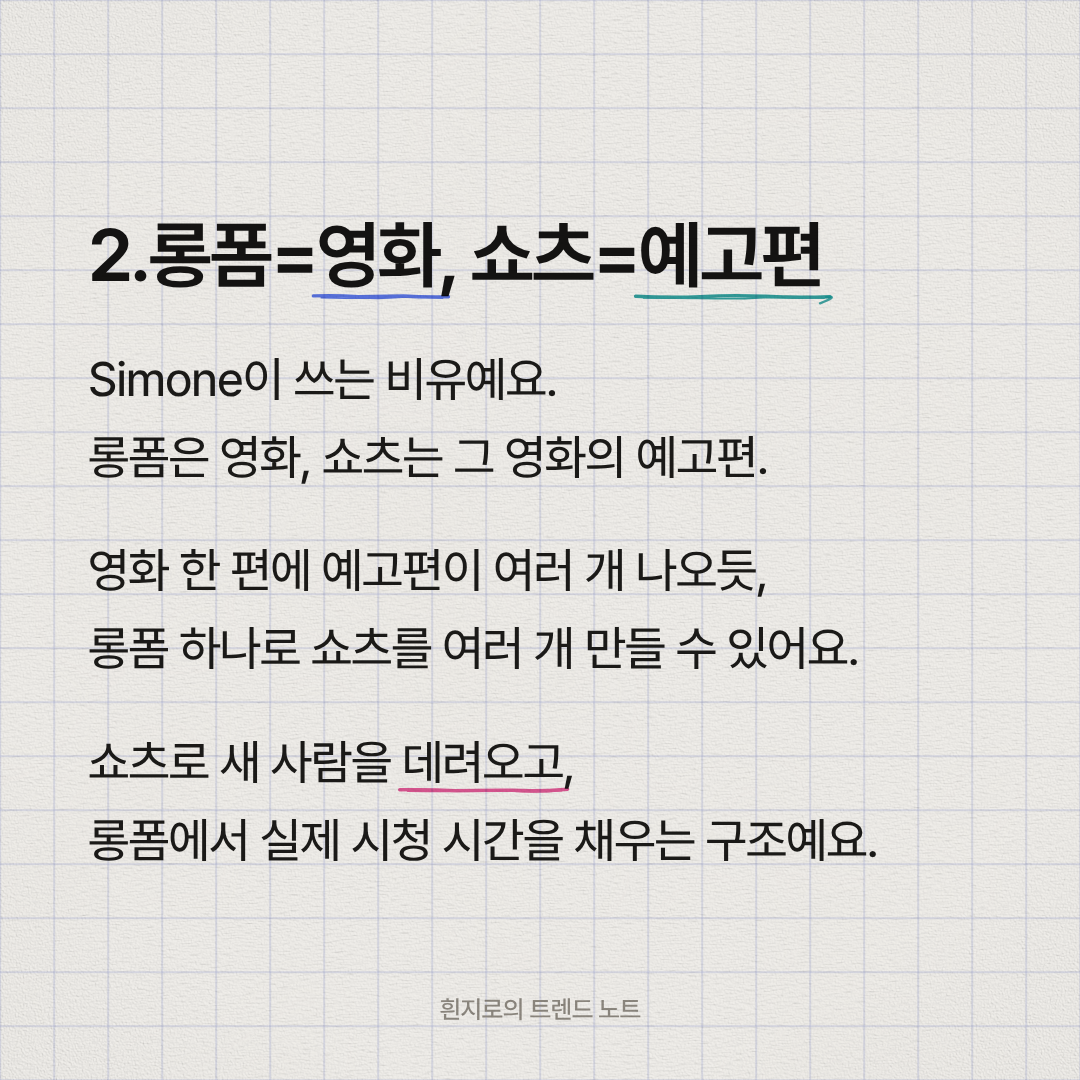 2.롱폼=영화, 쇼츠=예고편
Simone이 쓰는 비유예요.
롱폼은 영화, 쇼츠는 그 영화의 예고편.
영화 한 편에 예고편이 여러 개 나오듯,
롱폼 하나로 쇼츠를 여러 개 만들 수 있어요.
쇼츠로 새 사람을 데려오고,
롱폼에서 실제 시청 시간을 채우는 구조예요.
흰지로의 트렌드 노트